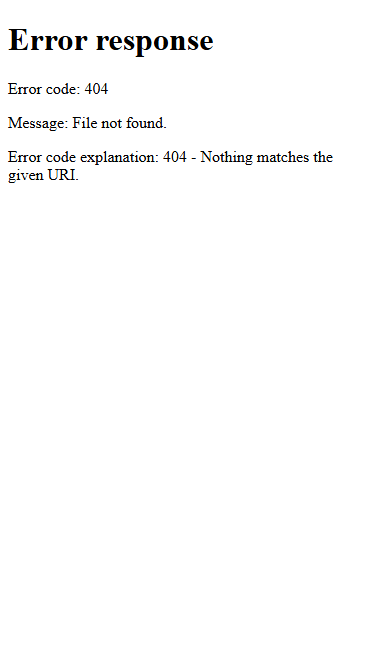 Error response
Error code: 404
Message: File not found.
Error code explanation: 404 - Nothing matches the
given URI.